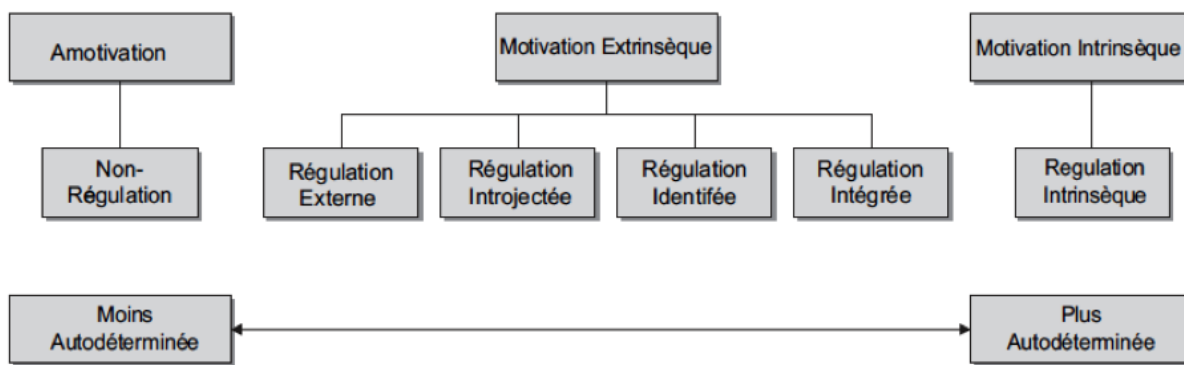 Amotivation
Motivation Extrinsèque
Motivation Intrinsèque
Non-
Régulation
Régulation
Externe
Régulation
Introjectée
Régulation
Identifée
Régulation
Intégrée
Regulation
Intrinsèque
Moins
Autodéterminée
Plus
Autodéterminée